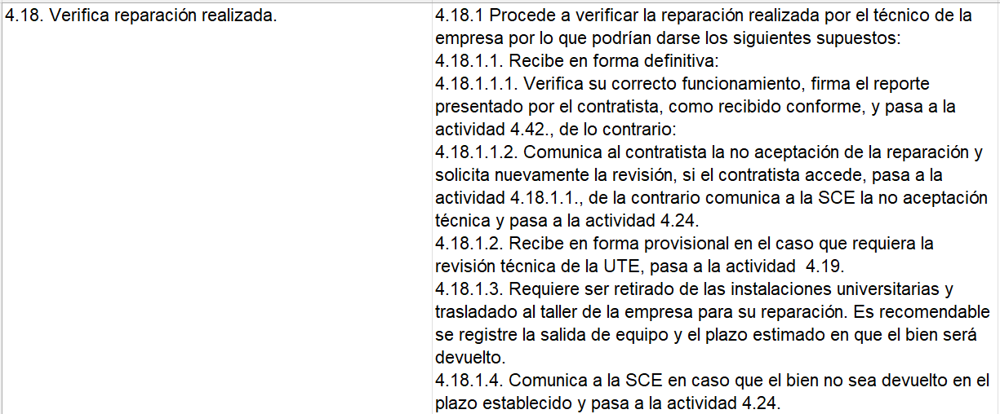 4.18. Verifica reparación realizada.
4.18.1 Procede a verificar la reparación realizada por el técnico de la
empresa por lo que podrían darse los siguientes supuestos:
4.18.1.1. Recibe en forma definitiva:
4.18.1.1.1. Verifica su correcto funcionamiento, firma el reporte
presentado por el contratista, como recibido conforme, y pasa a la
actividad 4.42., de lo contrario:
4.18.1.1.2. Comunica al contratista la no aceptación de la reparación y
solicita nuevamente la revisión, si el contratista accede, pasa a la
actividad 4.18.1.1., de la contrario comunica a la SCE la no aceptación
técnica y pasa a la actividad 4.24.
4.18.1.2. Recibe en forma provisional en el caso que requiera la
revisión técnica de la UTE, pasa a la actividad  4.19.
4.18.1.3. Requiere ser retirado de las instalaciones universitarias y
trasladado al taller de la empresa para su reparación. Es recomendable
se registre la salida de equipo y el plazo estimado en que el bien será
devuelto.
4.18.1.4. Comunica a la SCE en caso que el bien no sea devuelto en el
plazo establecido y pasa a la actividad 4.24.